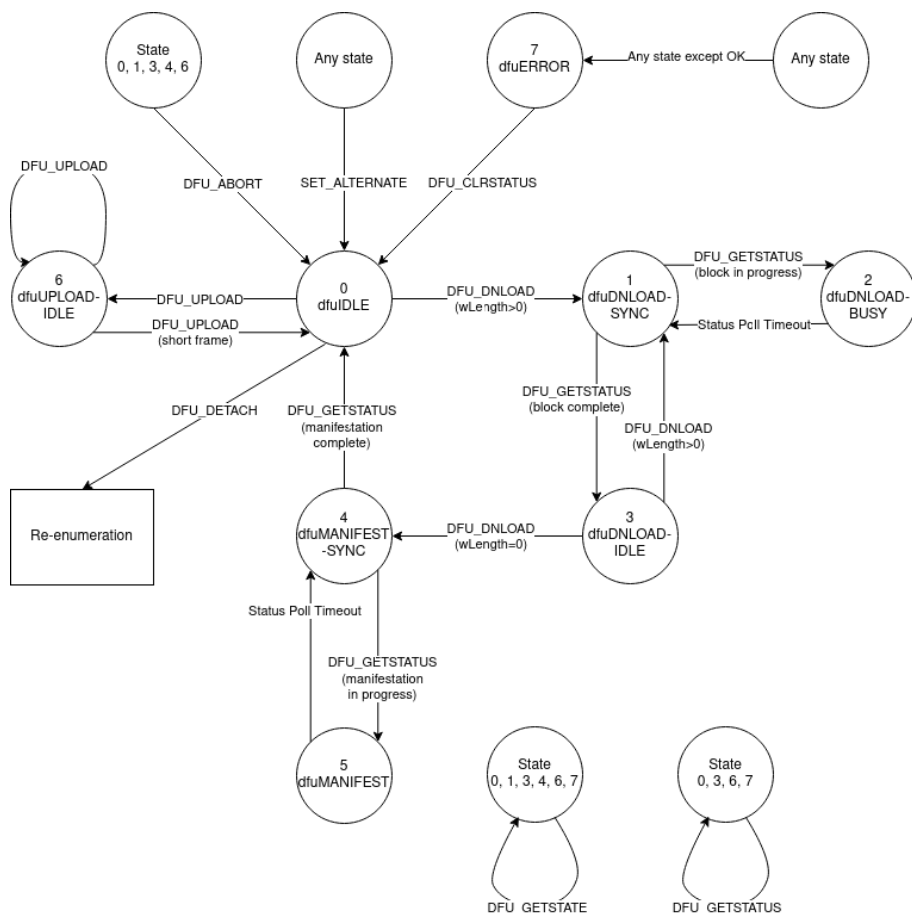 State
0, 1, 3, 4, 6
Any state
7
dfuERROR
Any state except OK
Any state
DFU_UPLOAD
DFU_ABORT
SET_ALTERNATE
DFU_CLRSTATUS
6
dfuUPLOAD-
IDLE
DFU_UPLOAD
0
dfuIDLE
DFU_DNLOAD
(wLength>0)
1
dfuDNLOAD-
SYNC
DFU_GETSTATUS
(block in progress)
2
dfuDNLOAD-
BUSY
DFU_UPLOAD
(short frame)
Status Poll Timeout
DFU_DETACH
DFU_GETSTATUS
(manifestation
complete)
DFU_GETSTATUS
(block complete)
DFU_DNLOAD
(wLength>0)
Re-enumeration
4
dfuMANIFEST
-SYNC
DFU_DNLOAD
(wLength=0)
3
dfuDNLOAD-
IDLE
Status Poll Timeout
DFU_GETSTATUS
(manifestation
in progress)
5
dfuMANIFEST
State
0, 1, 3, 4, 6, 7
State
0, 3, 6, 7
DFU_GETSTATE
DFU_GETSTATUS